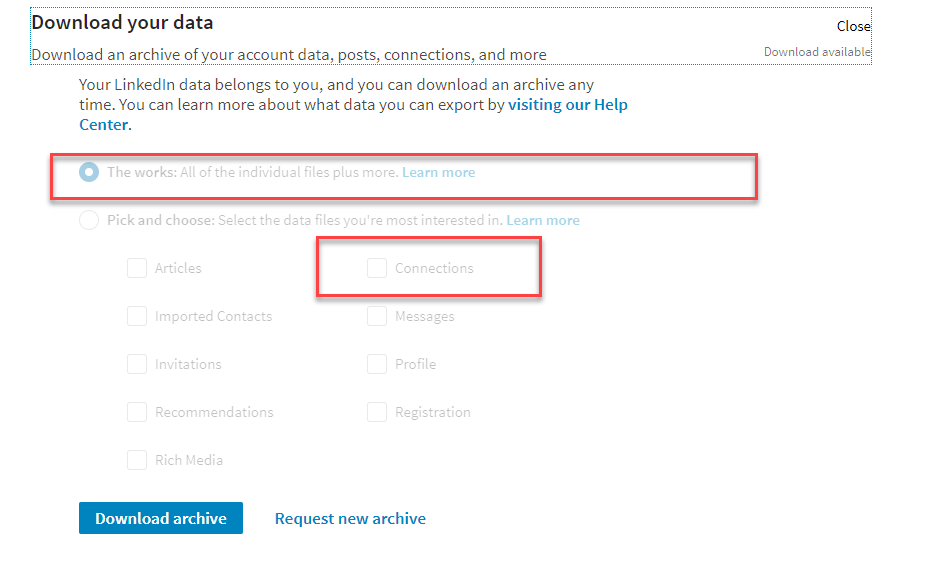 Download your data
Close
Download an archive of your account data, posts, connections, and more
Download available
Your LinkedIn data belongs to you, and you can download an archive any
time. You can learn more about what data you can export by visiting our Help
Center.
The works: All of the individual files plus more. Learn more
Pick and choose: Select the data files you're most interested in. Learn more
Articles
Connections
Imported Contacts
Messages
Invitations
Profile
Recommendations
Registration
Rich Media
Download archive
Request new archive